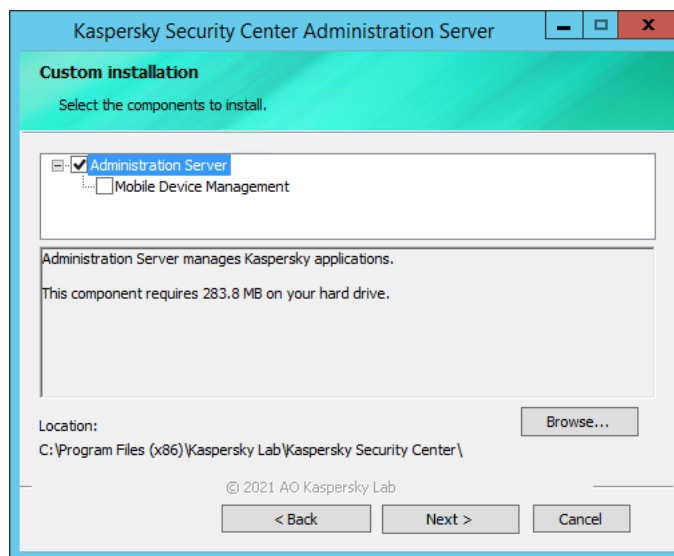 Kaspersky Security Center Administration Server
Custom installation
Select the components to install.
Administration Server
Mobile Device Management
Administration Server manages Kaspersky applications.
This component requires 283.8 MB on your hard drive.
Browse...
Location:
C:\Program Files (x86)\Kaspersky Lab\Kaspersky Security Center\
© 2021 AO Kaspersky Lab
< Back
Next >
Cancel